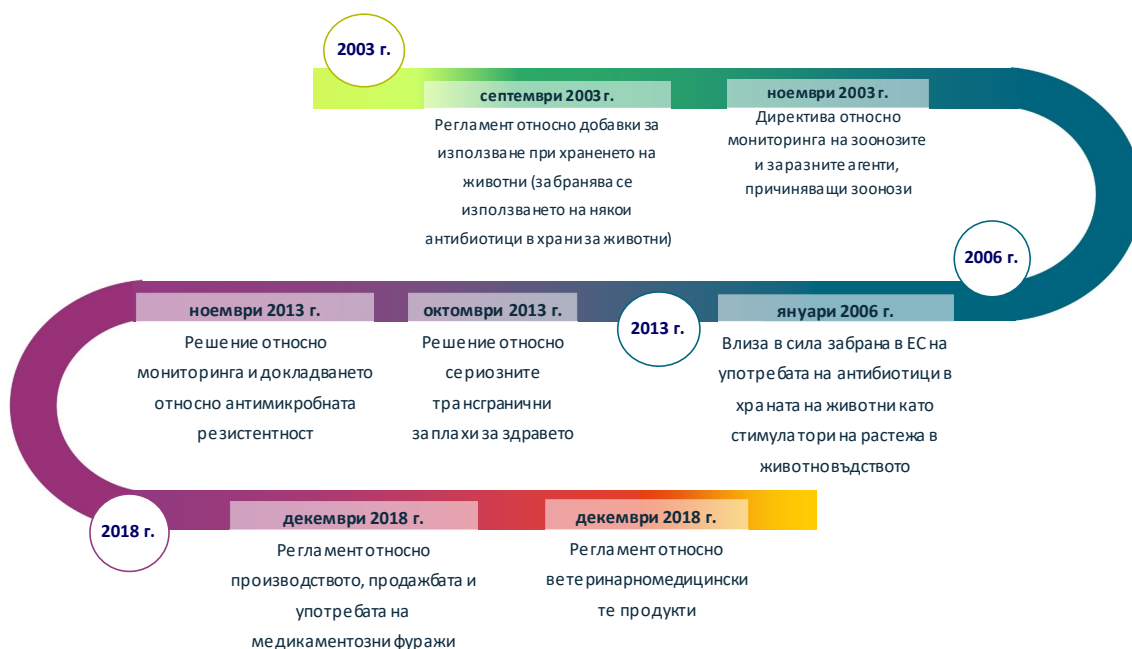 2003 г.
септември 2003 г.
Регламент относно добавки за
използване при храненето на
животни (забранява се
използването на някои
антибиотици в храни за животни)
ноември 2003 г.
Директива относно
мониторинга на зоонозите
и заразните агенти,
причиняващи зоонози
2006 г.
януари 2006 г.
Влиза в сила забрана в ЕС на
употребата на антибиотици в
храната на животни като
стимулатори на растежа в
животновъдството
2013 г.
октомври 2013 г.
Решение относно
сериозните
трансгранични
заплахи за здравето
ноември 2013 г.
Решение относно
мониторинга и докладването
относно антимикробната
резистентност
2018 г.
декември 2018 г.
Регламент относно
производството, продажбата и
употребата на
медикаментозни фуражи
декември 2018 г.
Регламент относно
ветеринарномедицински
те продукти